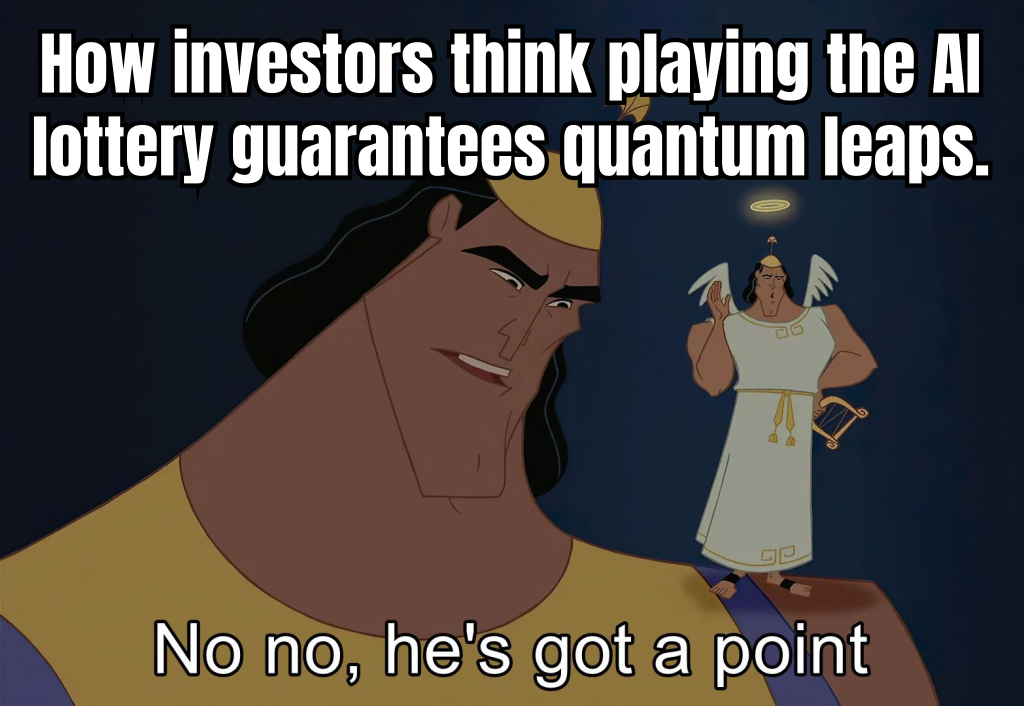 How investors think playing the AI
lottery guarantees quantum leaps.
No no, he's got a point